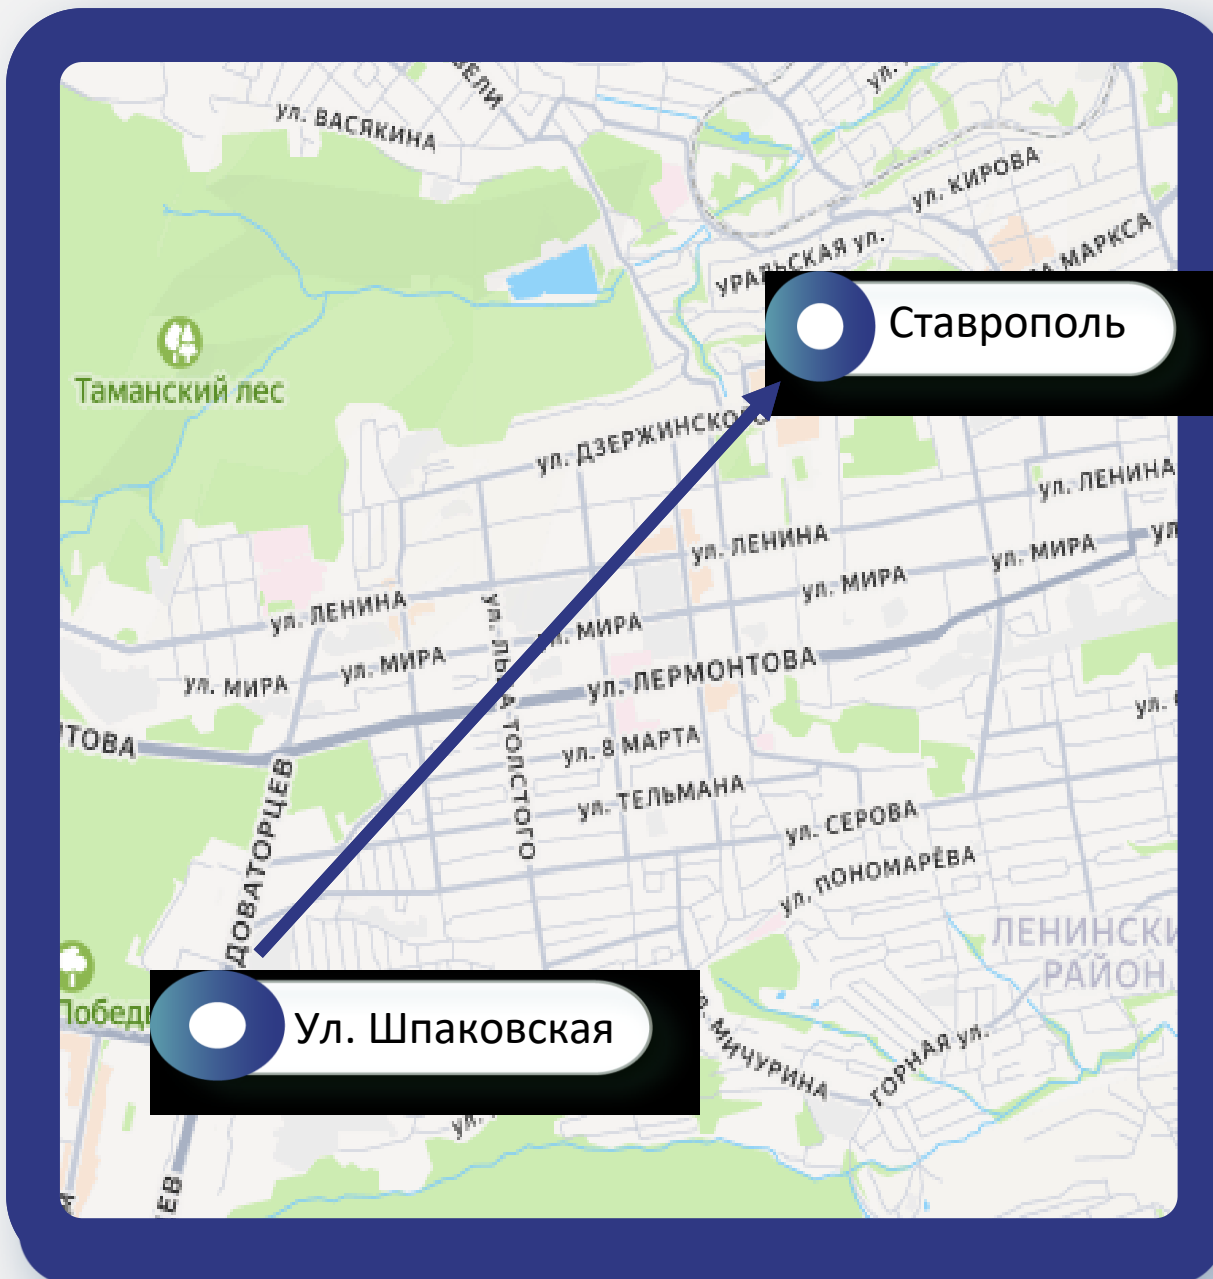 ул. ВАСЯКИНА
ул. КИРОВА
УРАЛЬСКАЯ ул.
МАРКСА
Ставрополь
Таманский лес
ул. ДЗЕРЖИНСКОГО
ул. ЛЕНИНА
ул. ЛЕНИНА
ул. МИРА
ул. МИРА
ул. ЛЕНИНА
ул. МИРА
ул. МИРА
ул. МИРА
ул. ЛЬВА ТОЛСТОГО
ул. ЛЕРМОНТОВА
ул. 8 МАРТА
ул. ТЕЛЬМАНА
ул. СЕРОВА
ул. ПОНОМАРЁВА
ДОВАТОРЦЕВ
ЛЕНИНСКИ
РАЙОН
Ул. Шпаковская
МИЧУРИНА
ГОРНАЯ ул.